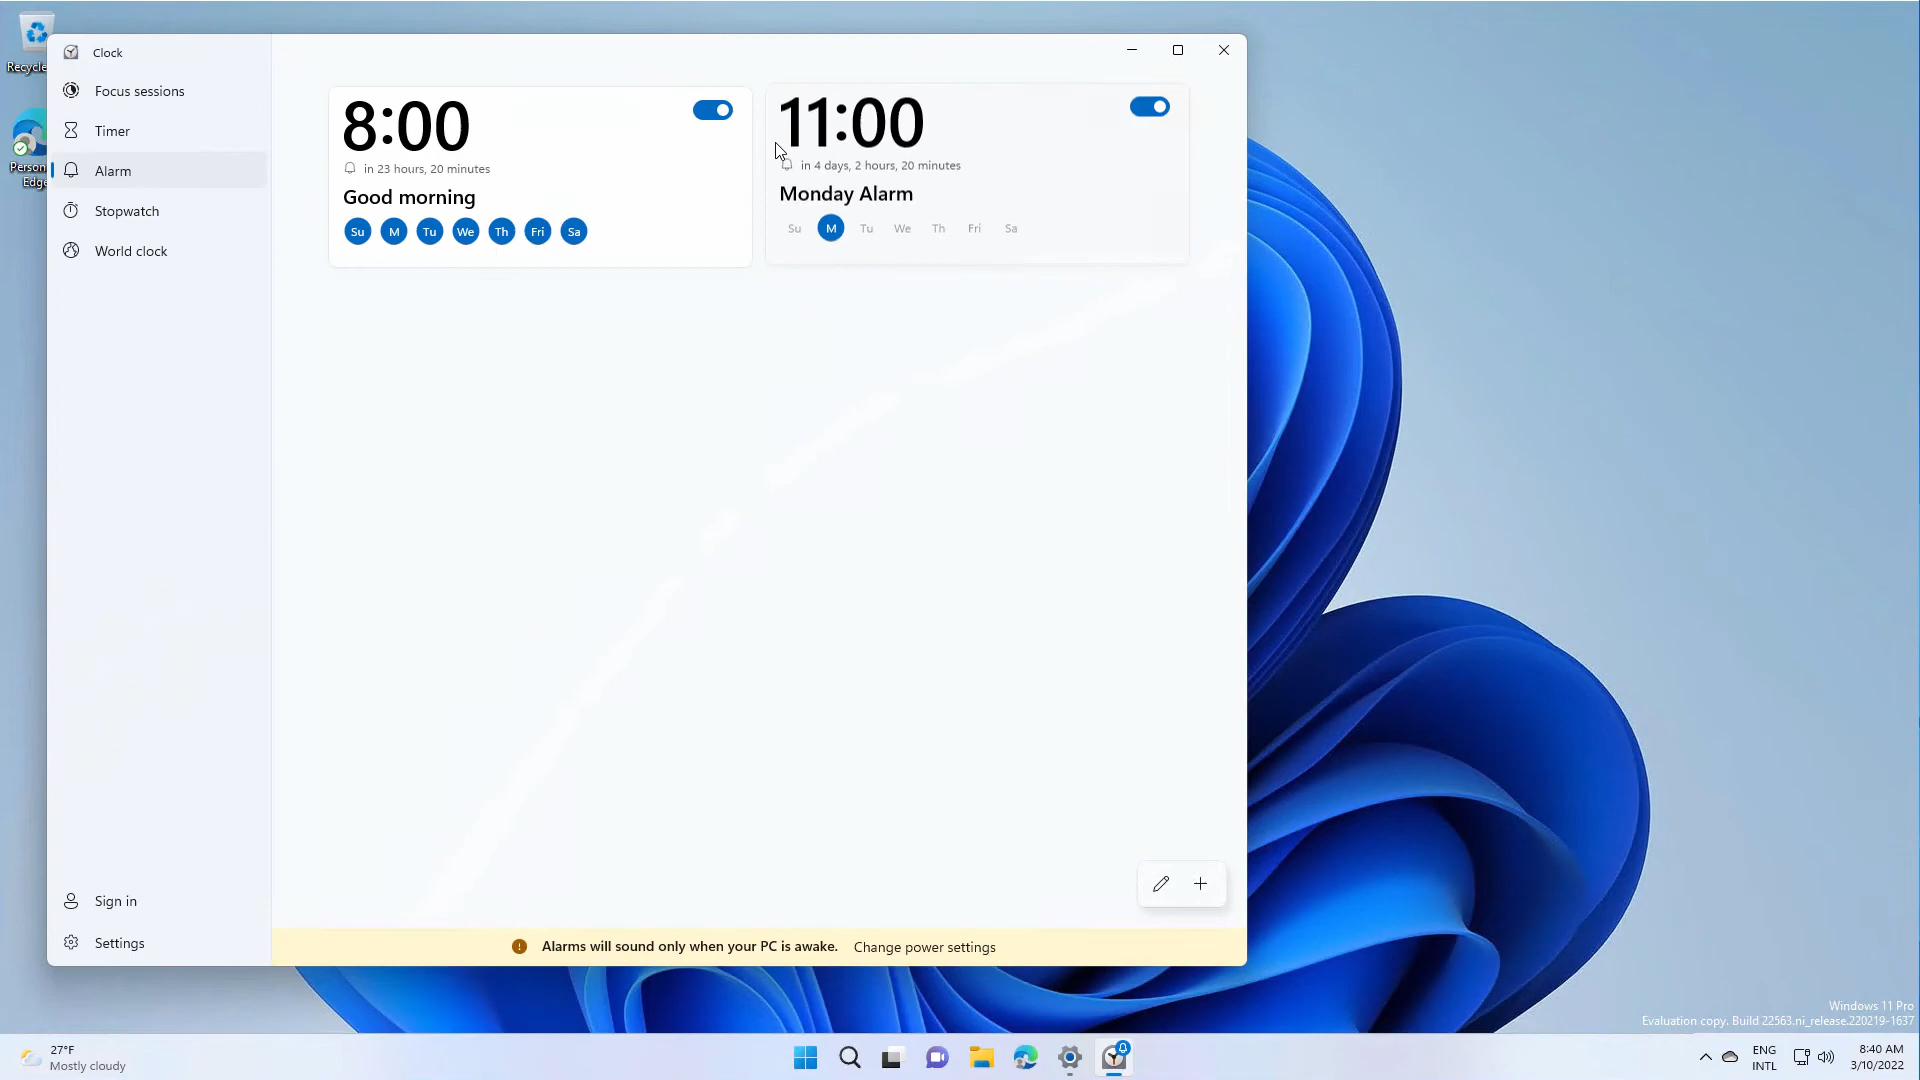 Recycle
Person
Edge
Clock
Focus sessions
Timer
Alarm
Stopwatch
World clock
Sign in
Settings
8:00
in 23 hours, 20 minutes
Good morning
Su M Tu We Th Fri Sa
11:00
in 4 days, 2 hours, 20 minutes
Monday Alarm
Su M Tu We Th Fri Sa
Alarms will sound only when your PC is awake. Change power settings
Windows 11 Pro
Evaluation copy. Build 22563.ni_release.220219-1637
27°F
Mostly cloudy
ENG
INTL
8:40 AM
3/10/2022